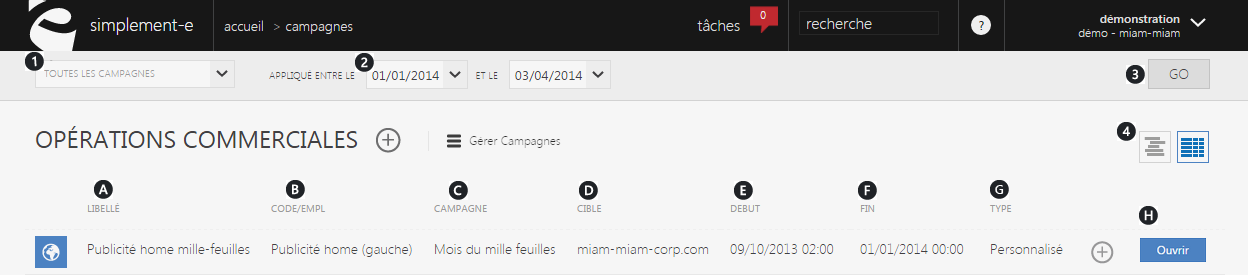 simplement-e accueil > campagnes tâches 0 recherche ? démonstration
démo - miam-miam
1 TOUTES LES CAMPAGNES APPLIQUÉ ENTRE LE 2 01/01/2014 ET LE 03/04/2014 3 GO
OPÉRATIONS COMMERCIALES Gérer Campagnes 4
A B C D E F G
LIBELLÉ CODE/EMPL CAMPAGNE CIBLE DEBUT FIN TYPE
H
Publicité home mille-feuilles Publicité home (gauche) Mois du mille feuilles miam-miam-corp.com 09/10/2013 02:00 01/01/2014 00:00 Personnalisé Ouvrir